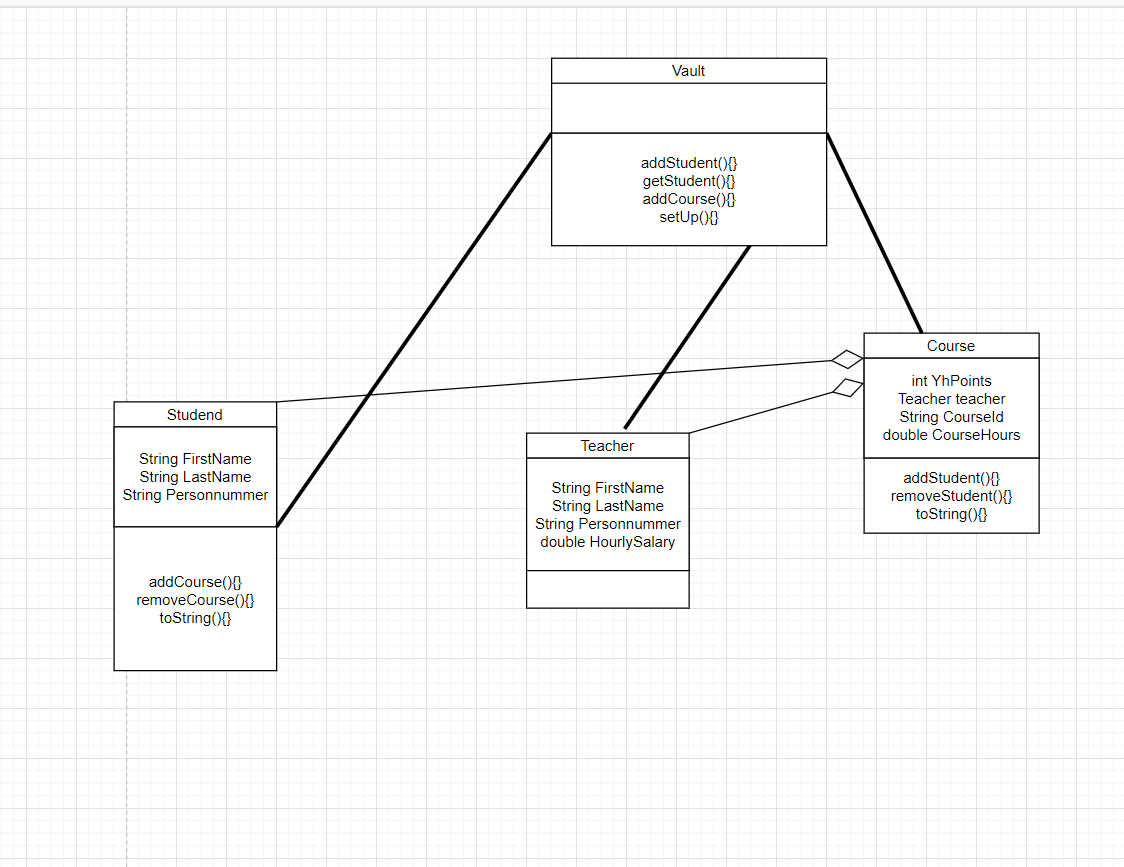 Vault
addStudent(){}
getStudent(){}
addCourse(){}
setUp(){}
Course
int YhPoints
Teacher teacher
String CourseId
double CourseHours
addStudent(){}
removeStudent(){}
toString(){}
Studend
String FirstName
String LastName
String Personnummer
addCourse(){}
removeCourse(){}
toString(){}
Teacher
String FirstName
String LastName
String Personnummer
double HourlySalary